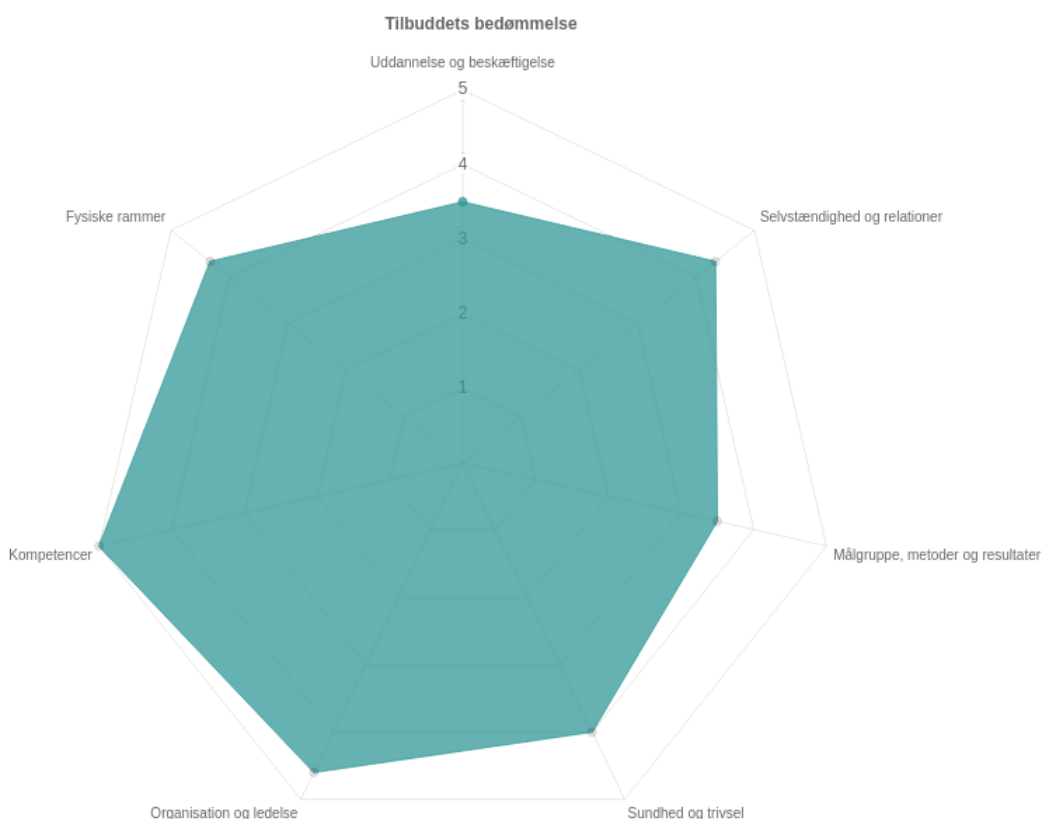 Tilbuddets bedømmelse
Uddannelse og beskæftigelse
5
4
Fysiske rammer
Selvstændighed og relationer
3
2
1
Kompetencer
Målgruppe, metoder og resultater
Organisation og ledelse
Sundhed og trivsel